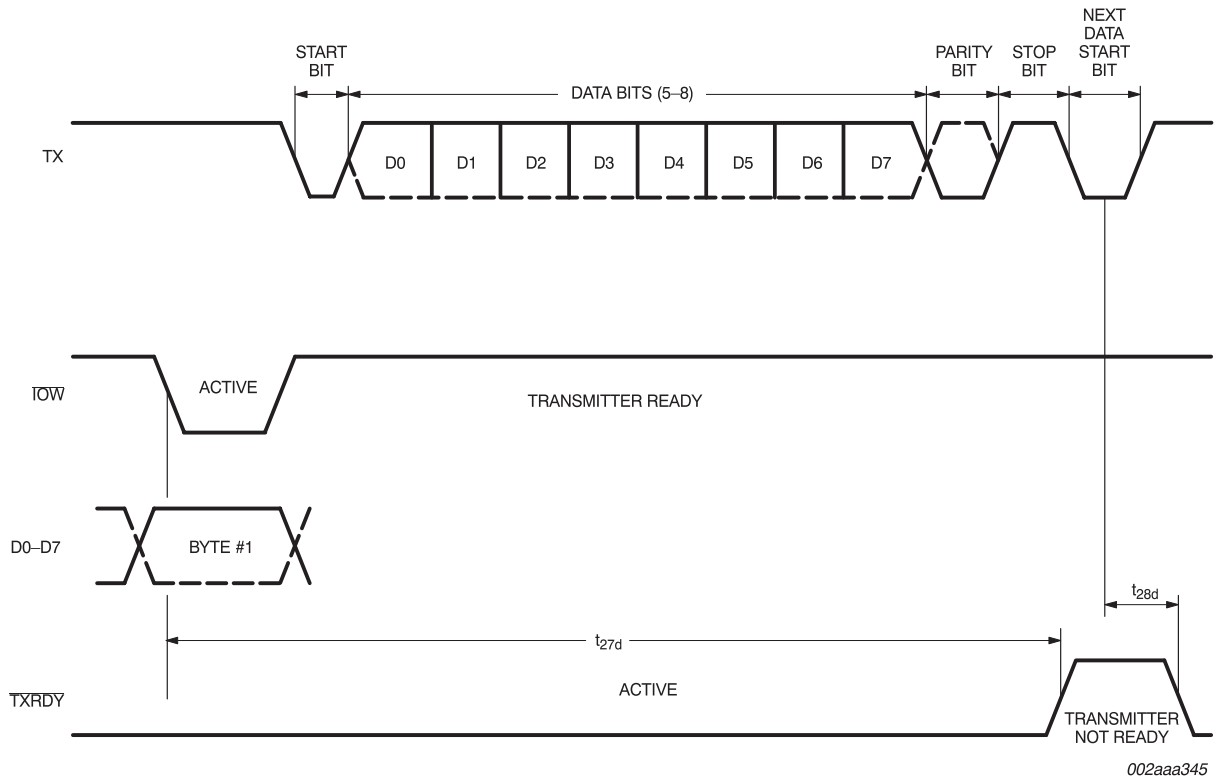 START
BIT
DATA BITS (5–8)
PARITY
BIT
STOP
BIT
NEXT
DATA
START
BIT
TX
D0 D1 D2 D3 D4 D5 D6 D7
IOW
ACTIVE
TRANSMITTER READY
D0–D7
BYTE #1
t28d
t27d
TXRDY
ACTIVE
TRANSMITTER
NOT READY
002aaa345